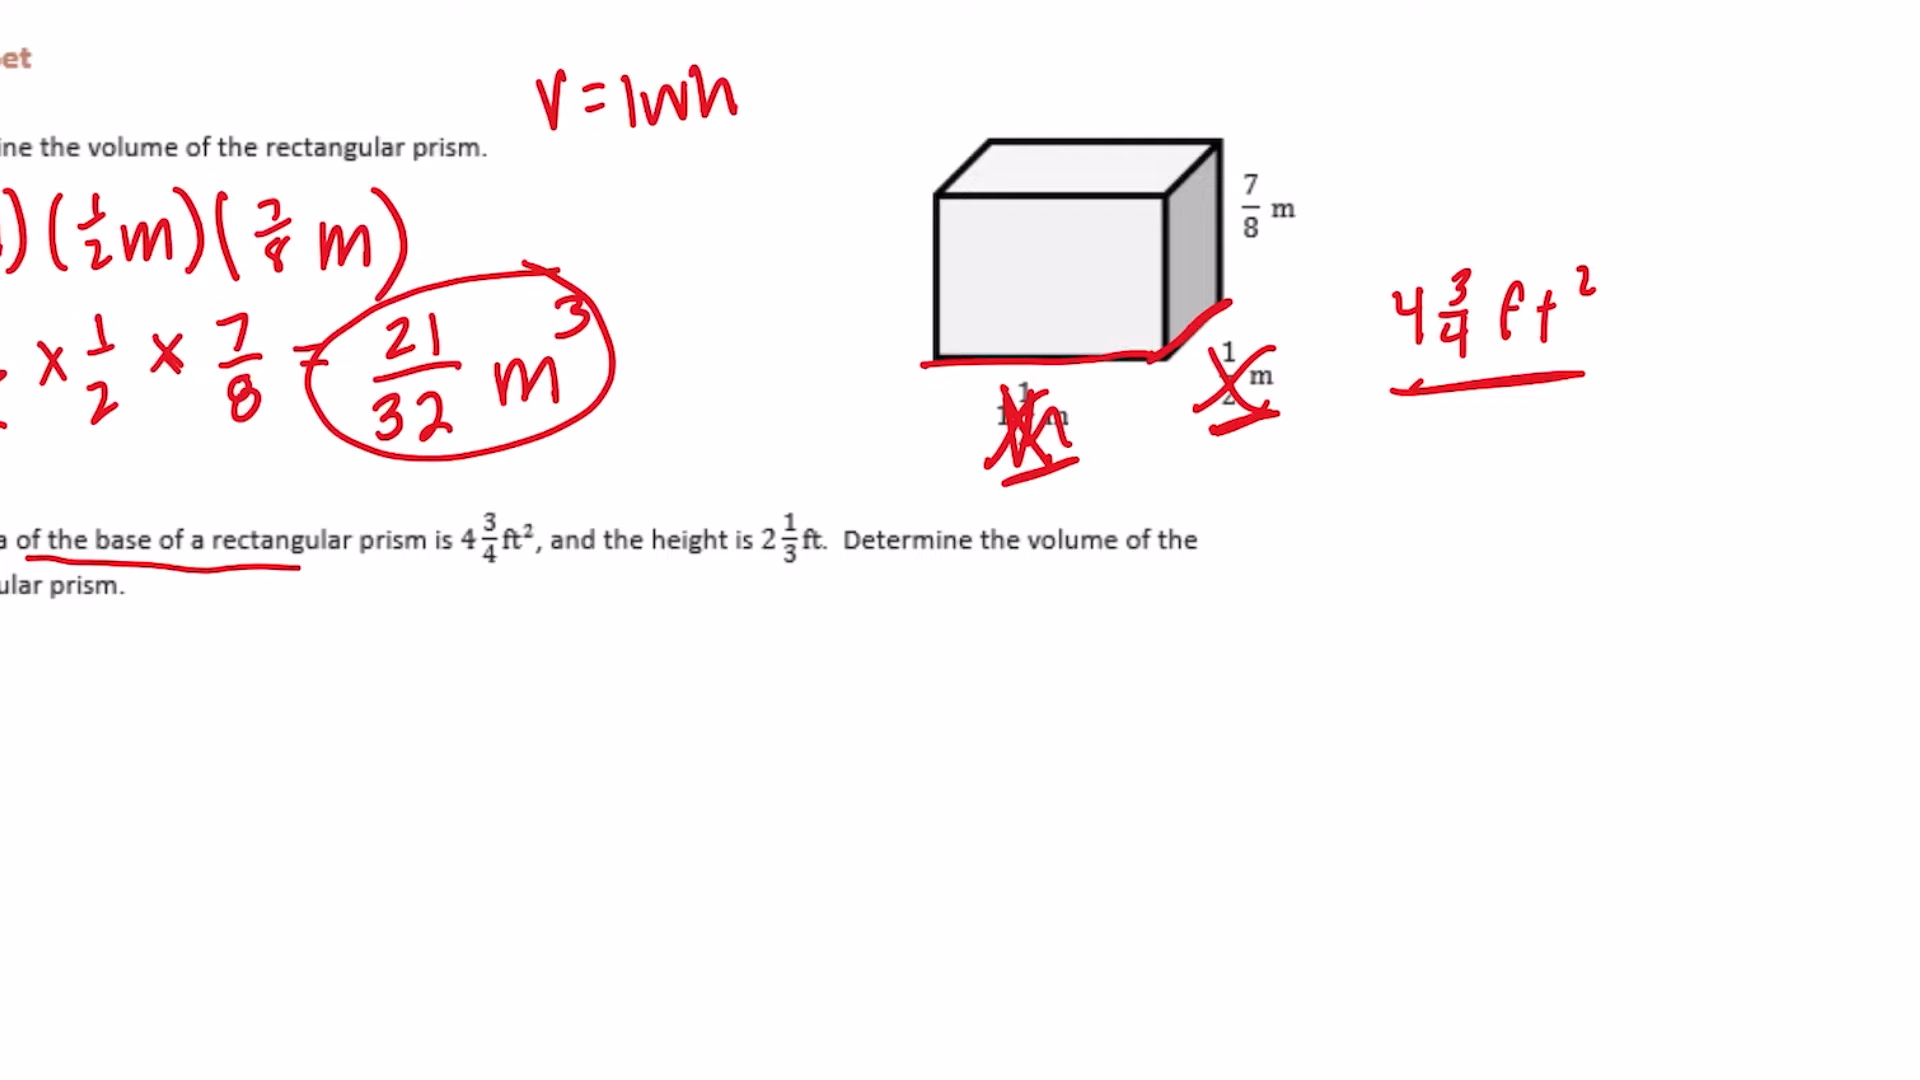 et
V = lwh
ine the volume of the rectangular prism.
) (1/2 m) (7/8 m)
x 1/2 x 7/8 = 21/32 m³
7/8 m
1/2 m
4 3/4 ft²
of the base of a rectangular prism is 4 3/4 ft², and the height is 2 1/3 ft. Determine the volume of the
ular prism.